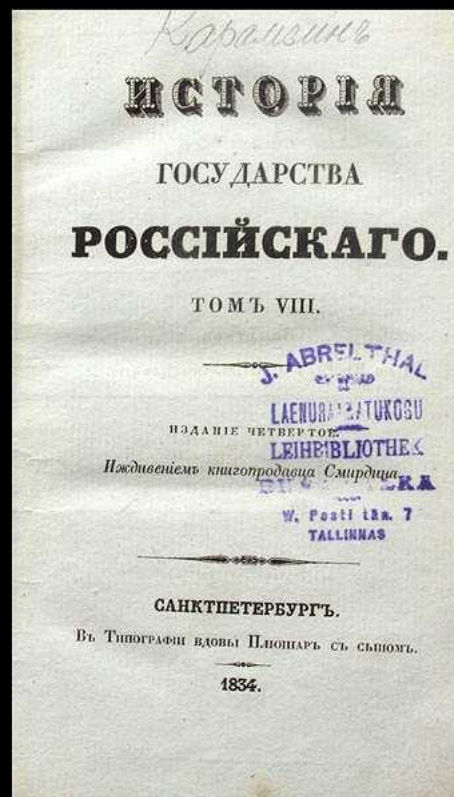 Карамзинъ
ИСТОРІЯ
ГОСУДАРСТВА
РОССІЙСКАГО.
ТОМЪ VIII.
J. ABRELTHAL
LAENURAAMATUKOGU
ИЗДАНІЕ ЧЕТВЕРТОЕ.
LEIHBIBLIOTHEK
Иждивеніемъ книгопродавца Смирдина.
W. Posti tän. 7
TALLINNAS
САНКТПЕТЕРБУРГЪ.
Въ Типографіи вдовы Плюшаръ съ сыномъ.
1834.